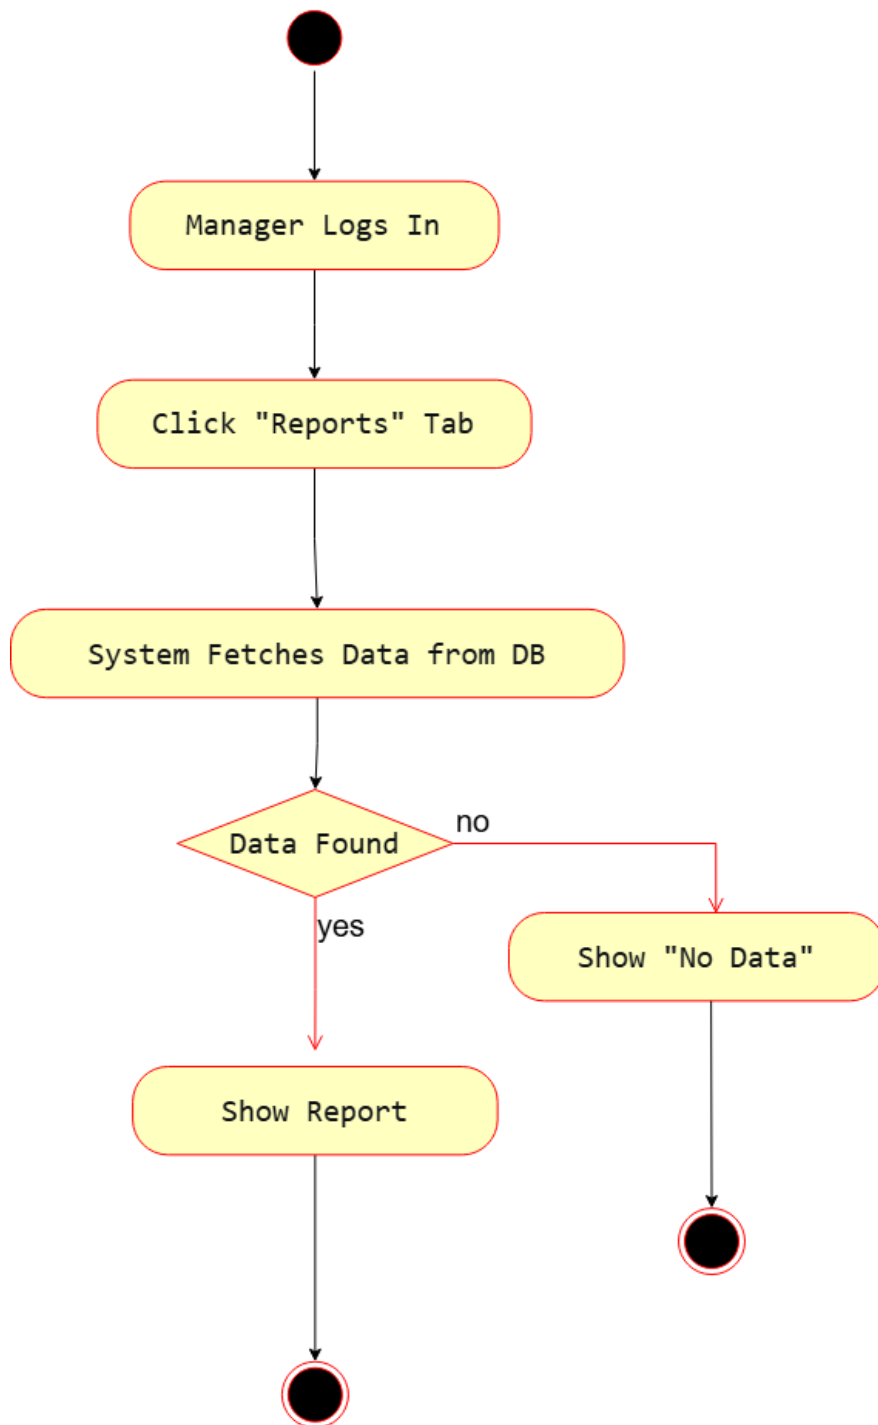 Manager Logs In
Click "Reports" Tab
System Fetches Data from DB
Data Found
no
yes
Show "No Data"
Show Report